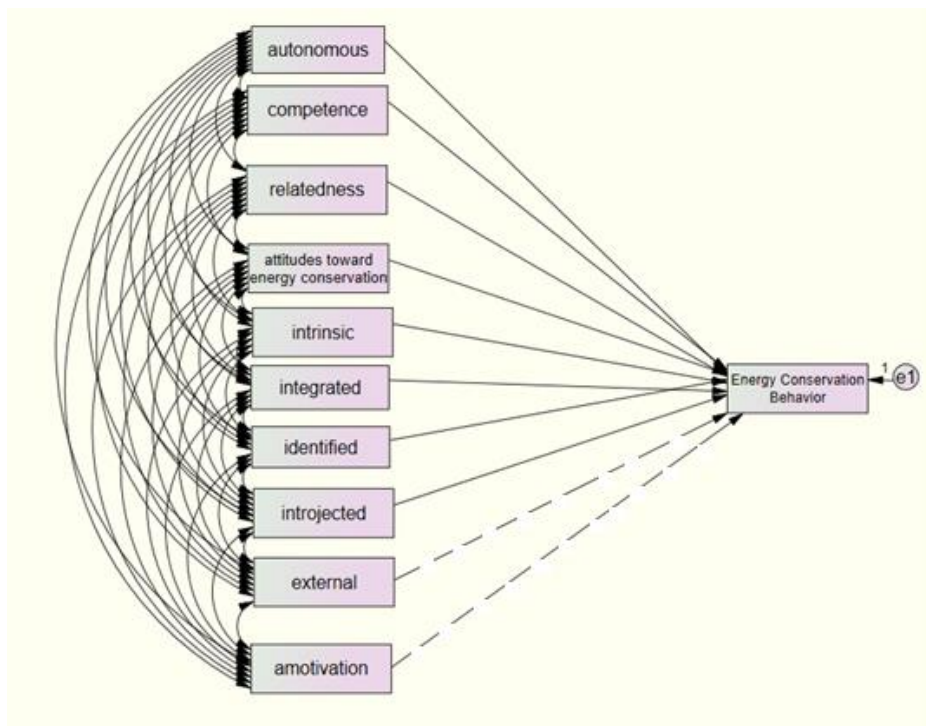 autonomous
competence
relatedness
attitudes toward
energy conservation
intrinsic
integrated
identified
introjected
external
amotivation
Energy Conservation
Behavior
1
e1